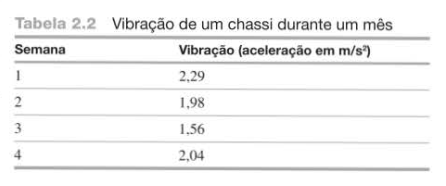 Tabela 2.2 Vibração de um chassi durante um mês
Semana Vibração (aceleração em m/s²)
1 2,29
2 1,98
3 1,56
4 2,04